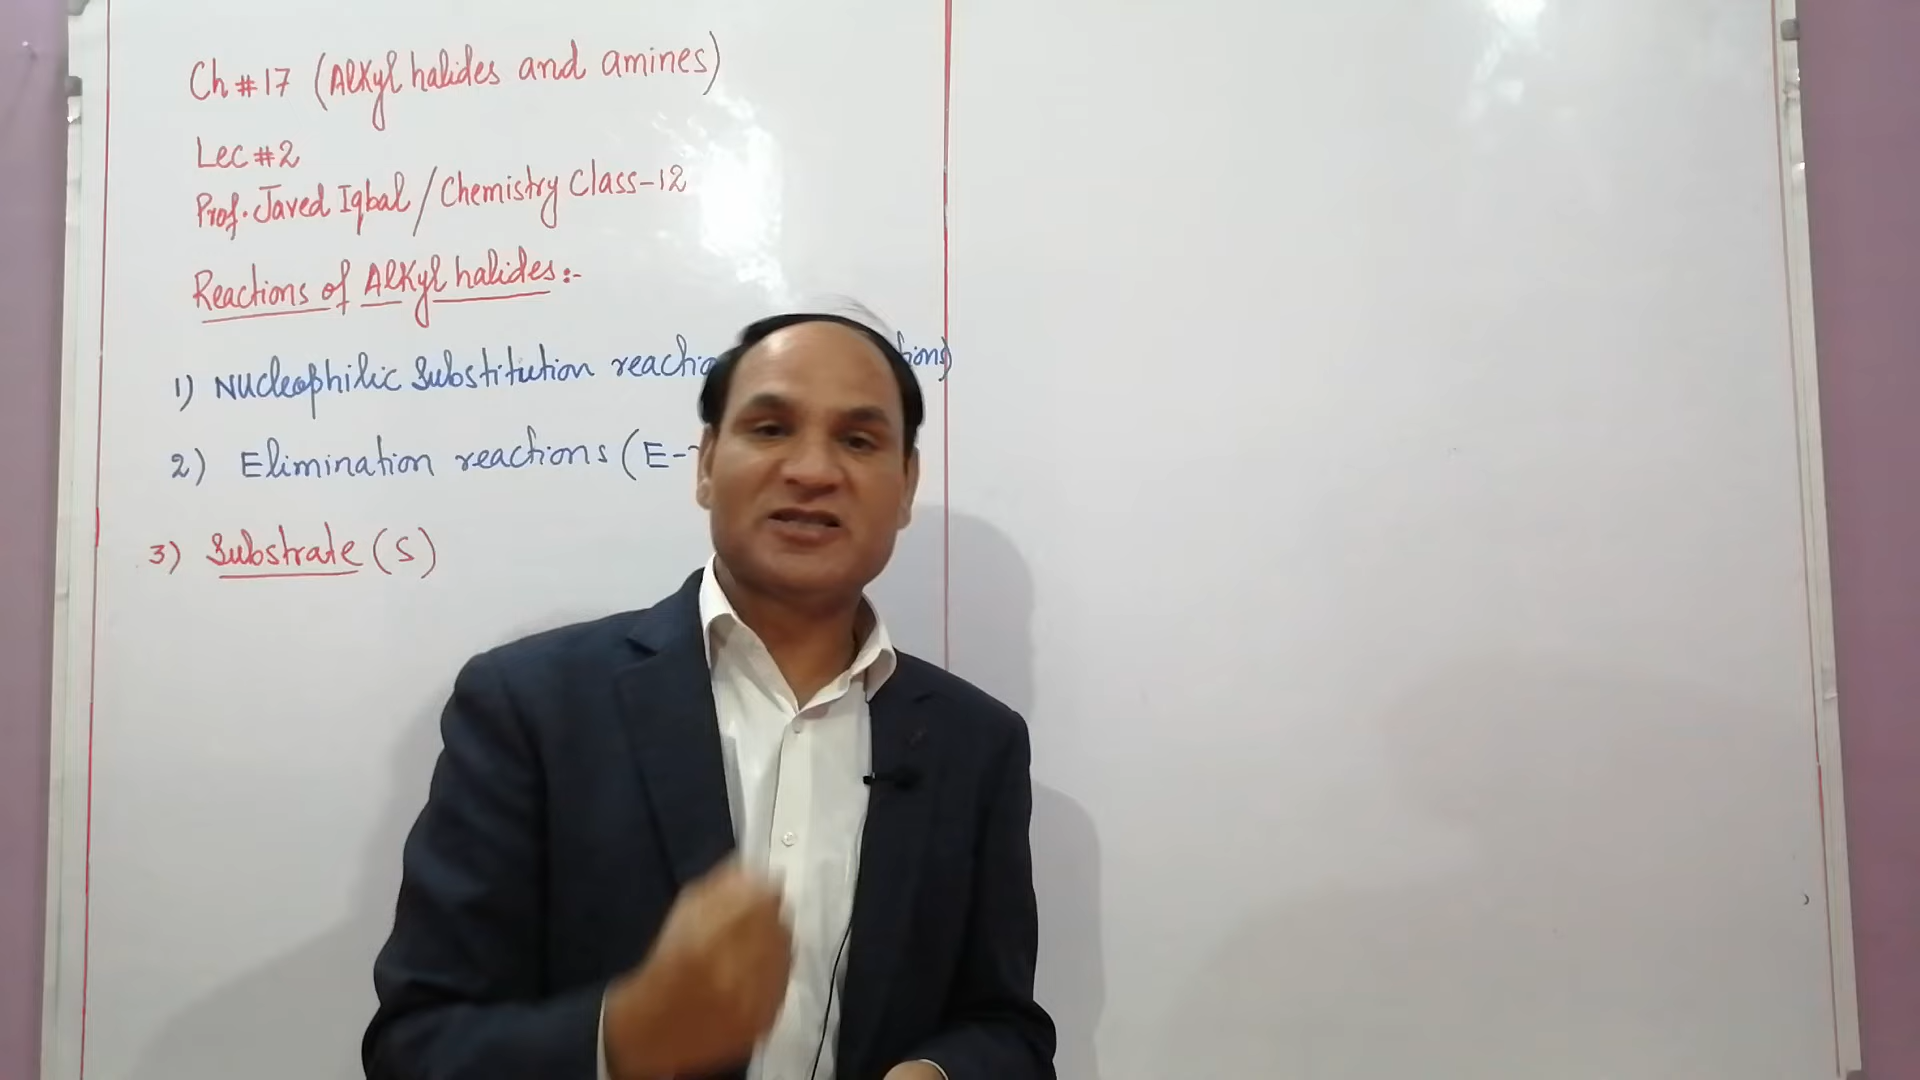 Ch # 17 (Alkyl halides and amines)
Lec # 2
Prof. Javed Iqbal / Chemistry Class-12
Reactions of Alkyl halides :-
1) Nucleophilic Substitution
2) Elimination reactions (E-
3) Substrate (S)